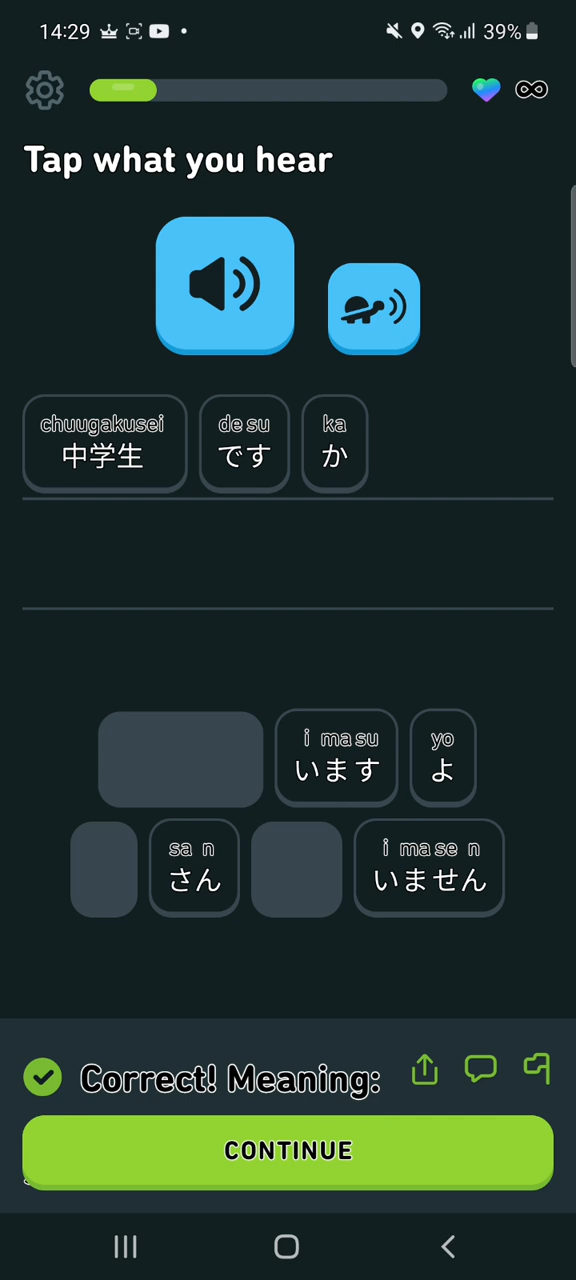 14:29 39%
Tap what you hear
chuugakusei de su ka
中学生 です か
i ma su yo
います よ
sa n i ma se n
さん いません
Correct! Meaning:
CONTINUE